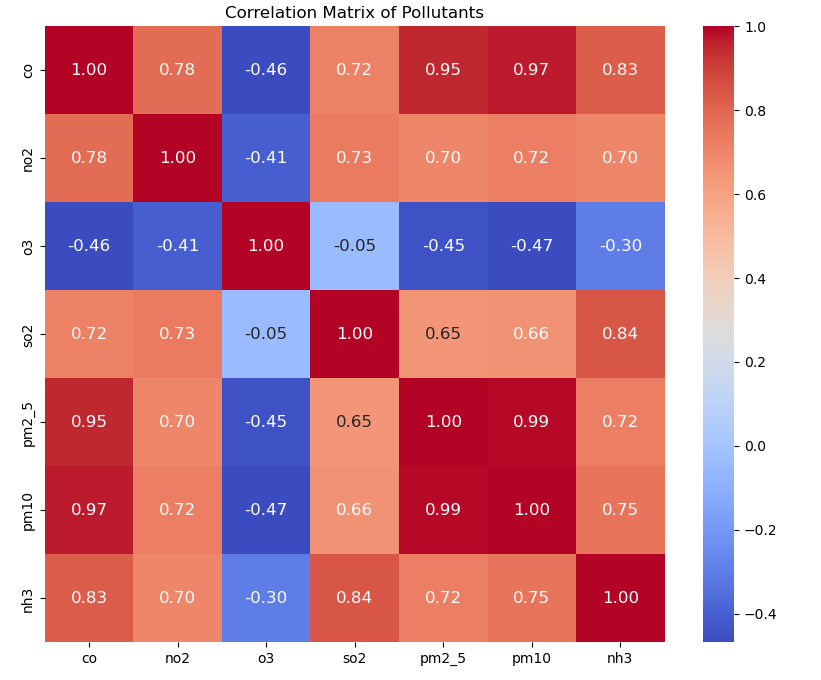 Correlation Matrix of Pollutants
co 1.00 0.78 -0.46 0.72 0.95 0.97 0.83
no2 0.78 1.00 -0.41 0.73 0.70 0.72 0.70
o3 -0.46 -0.41 1.00 -0.05 -0.45 -0.47 -0.30
so2 0.72 0.73 -0.05 1.00 0.65 0.66 0.84
pm2_5 0.95 0.70 -0.45 0.65 1.00 0.99 0.72
pm10 0.97 0.72 -0.47 0.66 0.99 1.00 0.75
nh3 0.83 0.70 -0.30 0.84 0.72 0.75 1.00
co no2 o3 so2 pm2_5 pm10 nh3
1.0
0.8
0.6
0.4
0.2
0.0
−0.2
−0.4